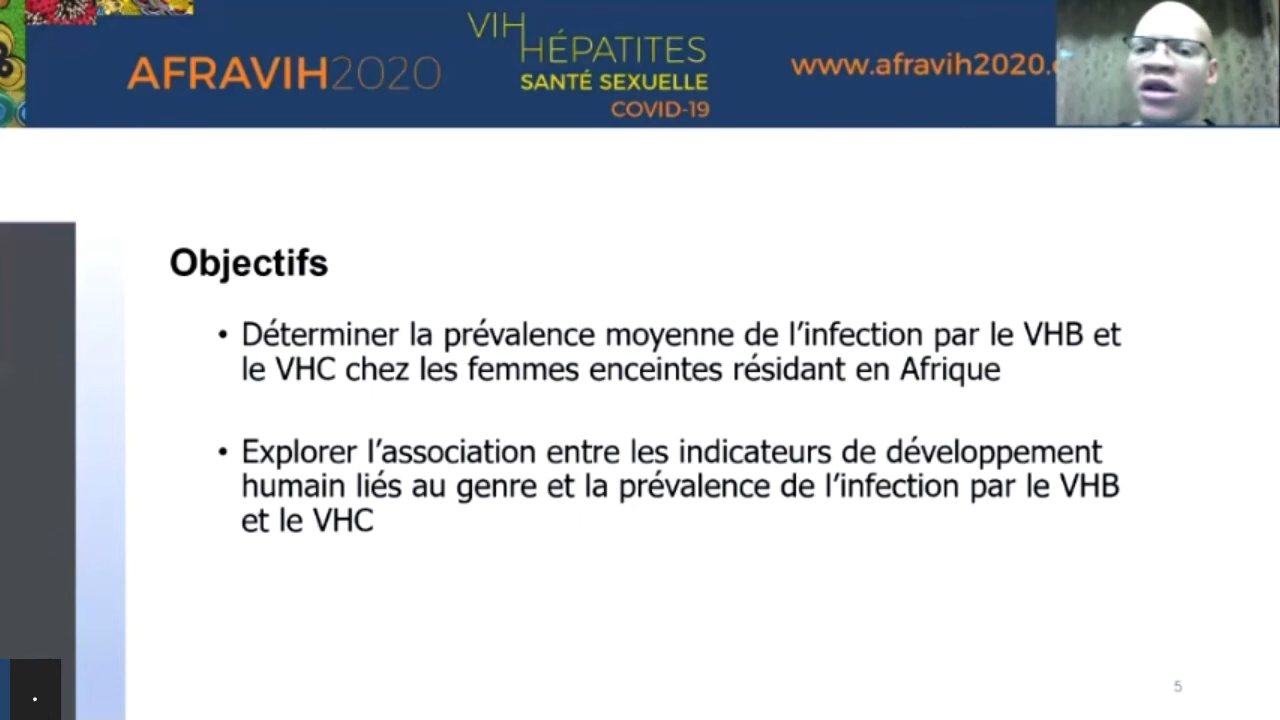 AFRAVIH2020
VIH
HÉPATITES
SANTÉ SEXUELLE
COVID-19
www.afravih2020.
Objectifs
• Déterminer la prévalence moyenne de l'infection par le VHB et
le VHC chez les femmes enceintes résidant en Afrique
• Explorer l'association entre les indicateurs de développement
humain liés au genre et la prévalence de l'infection par le VHB
et le VHC
5